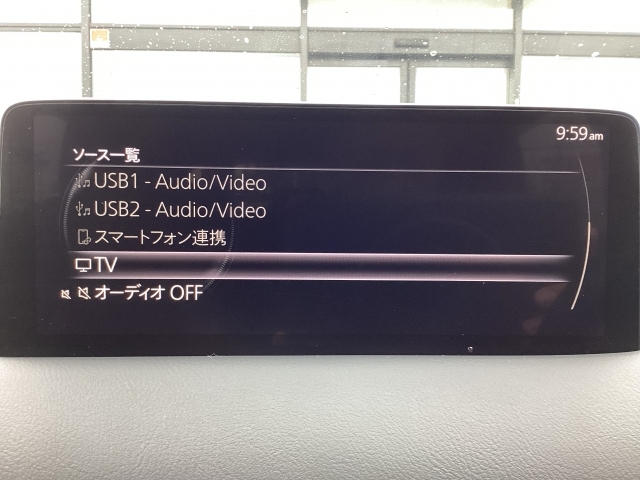 9:59am
ソース一覧
USB1 - Audio/Video
USB2 - Audio/Video
スマートフォン連携
TV
オーディオ OFF